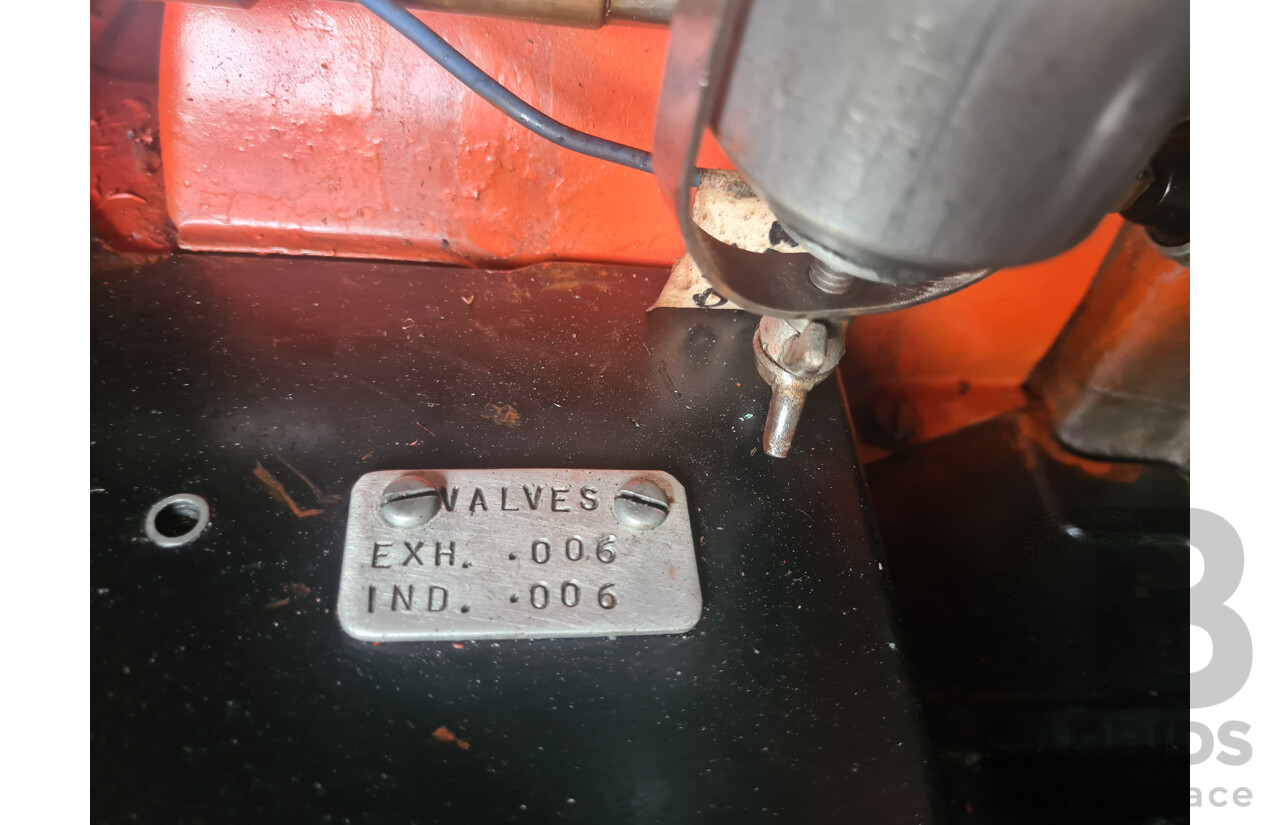 VALVES
EXH. .006
IND. .006